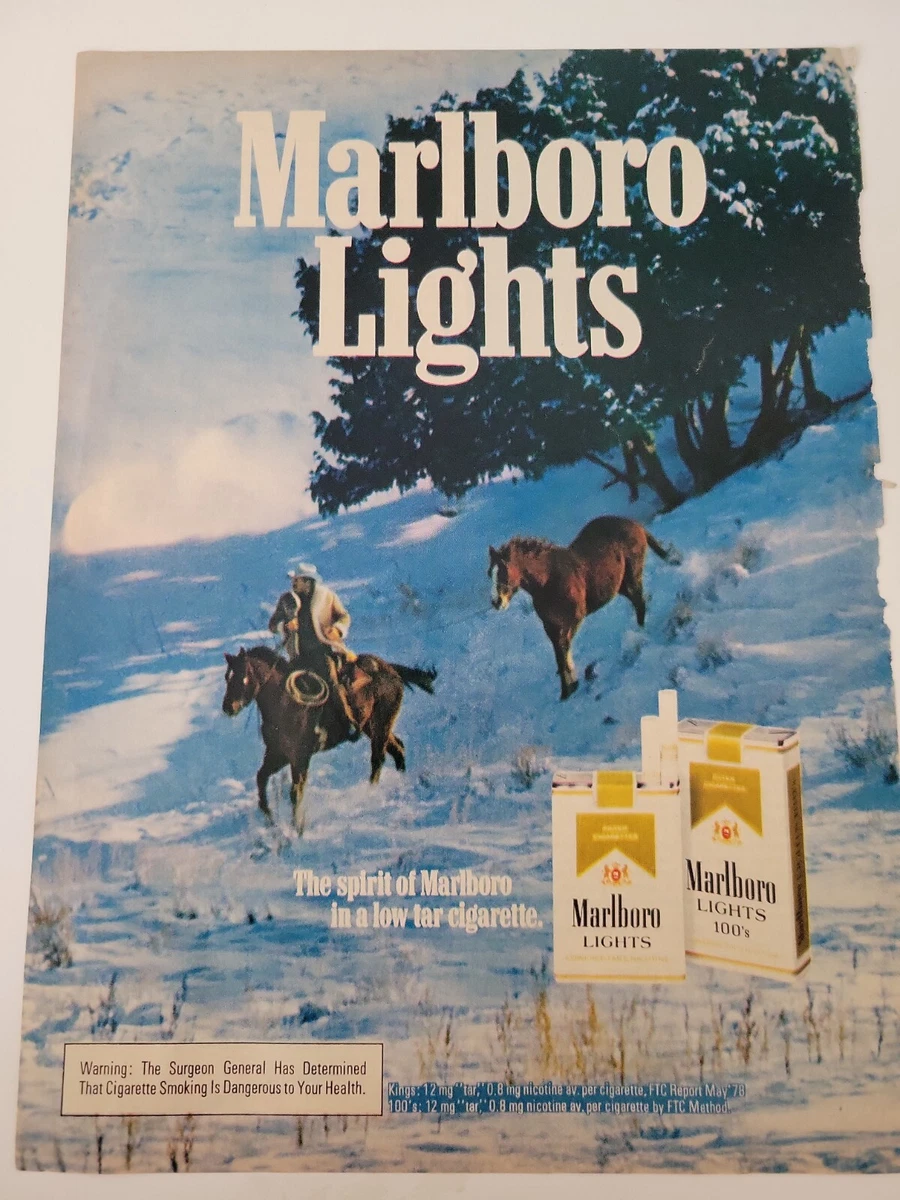 Marlboro
Lights
The spirit of Marlboro
in a low tar cigarette.
Marlboro
LIGHTS
Marlboro
LIGHTS
100's
Warning: The Surgeon General Has Determined
That Cigarette Smoking Is Dangerous to Your Health.
Kings: 12 mg "tar," 0.8 mg nicotine av. per cigarette, FTC Report May '78
100's: 12 mg "tar," 0.8 mg nicotine av. per cigarette by FTC Method